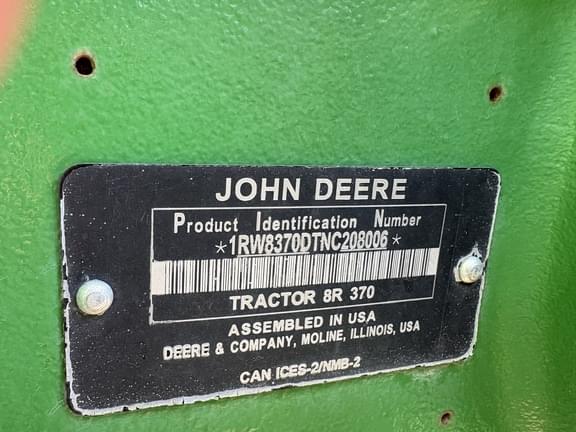 JOHN DEERE
Product Identification Number
*1RW8370DTNC208006*
TRACTOR 8R 370
ASSEMBLED IN USA
DEERE & COMPANY, MOLINE, ILLINOIS, USA
CAN ICES-2/NMB-2